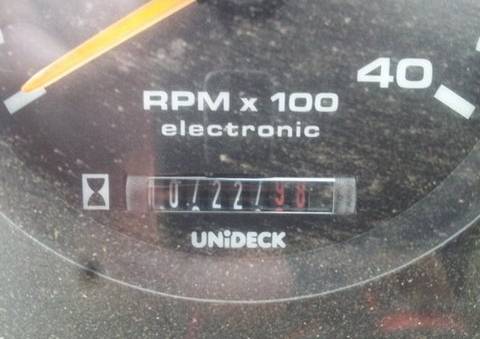 40
RPM x 100
electronic
UNiDECK